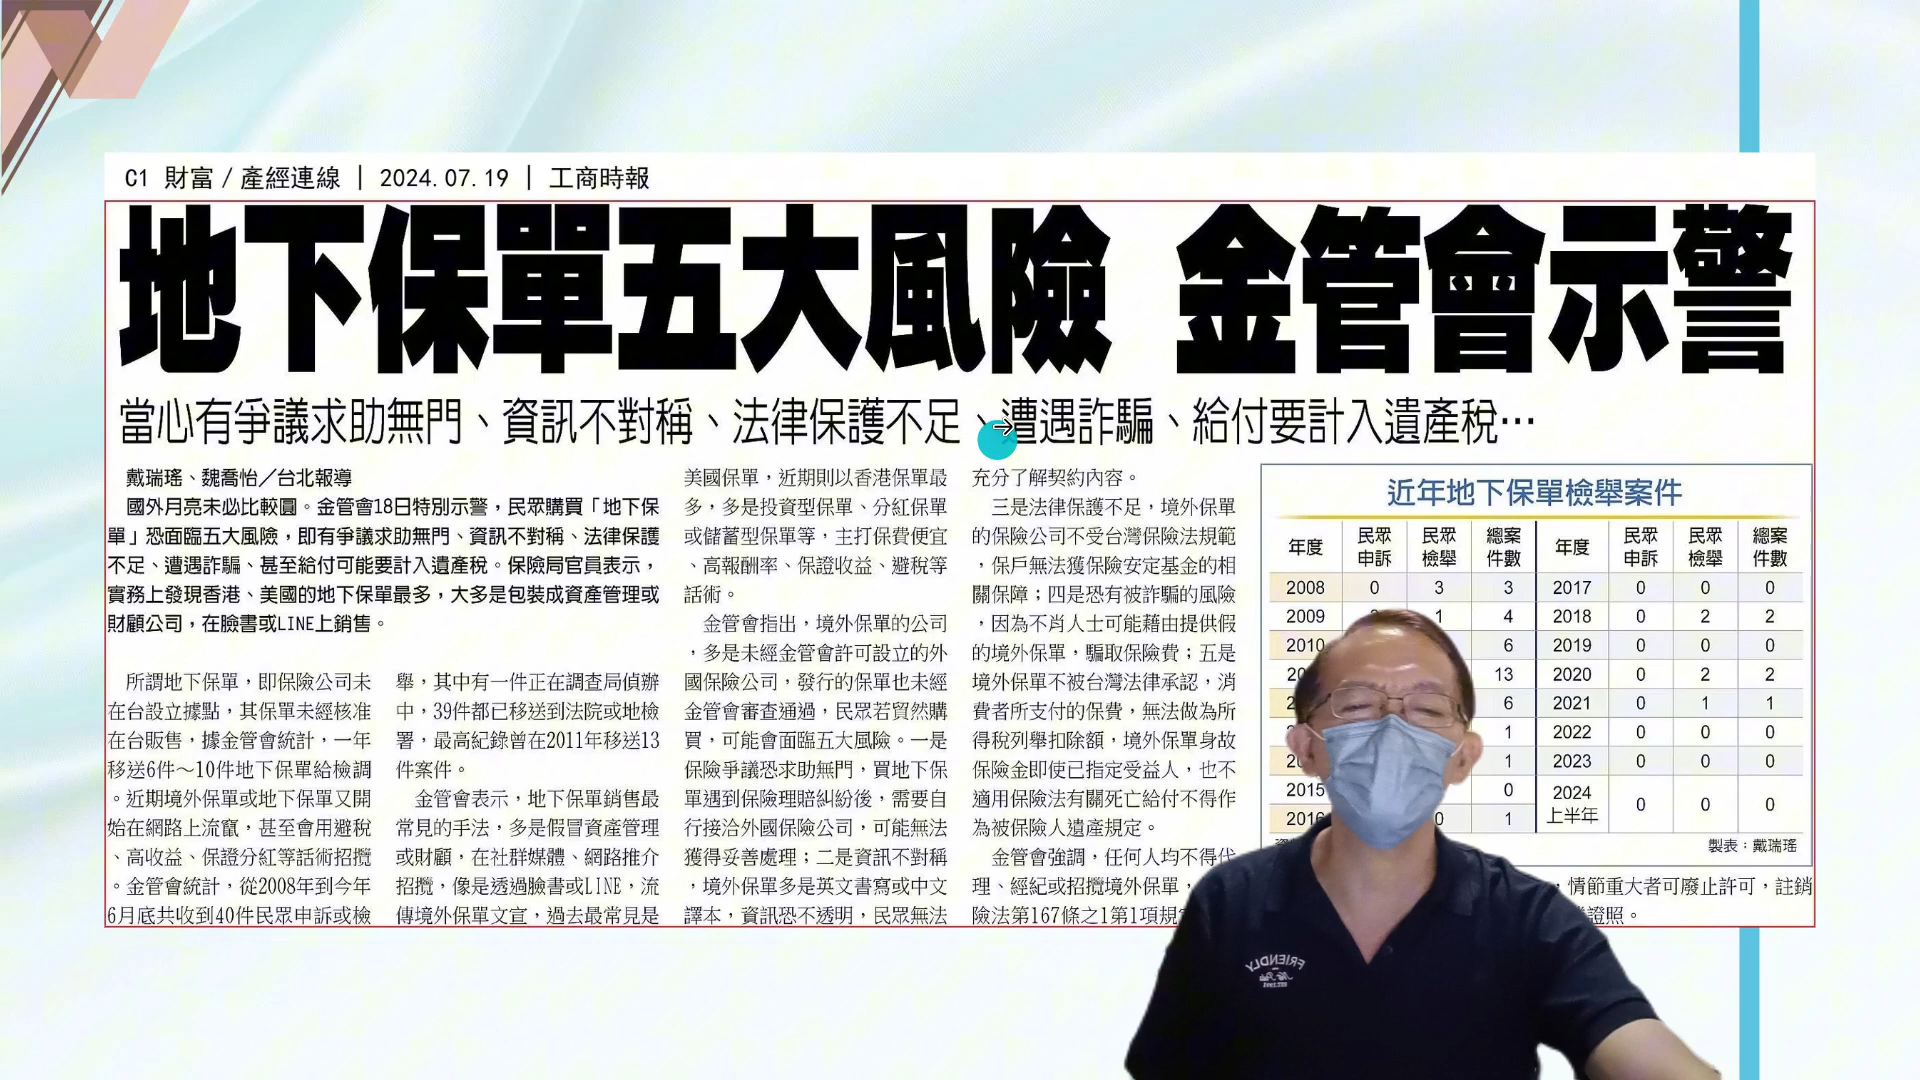 C1 財富/產經連線 | 2024.07.19 | 工商時報
地下保單五大風險 金管會示警
當心有爭議求助無門、資訊不對稱、法律保護不足、遭遇詐騙、給付要計入遺產稅…
戴瑞瑤、魏喬怡／台北報導
國外月亮未必比較圓。金管會18日特別示警，民眾購買「地下保
單」恐面臨五大風險，即有爭議求助無門、資訊不對稱、法律保護
不足、遭遇詐騙、甚至給付可能要計入遺產稅。保險局官員表示，
實務上發現香港、美國的地下保單最多，大多是包裝成資產管理或
財顧公司，在臉書或LINE上銷售。
所謂地下保單，即保險公司未
在台設立據點，其保單未經核准
在台販售，據金管會統計，一年
移送6件～10件地下保單給檢調
。近期境外保單或地下保單又開
始在網路上流竄，甚至會用避稅
、高收益、保證分紅等話術招攬
。金管會統計，從2008年到今年
6月底共收到40件民眾申訴或檢
舉，其中有一件正在調查局偵辦
中，39件都已移送到法院或地檢
署，最高紀錄曾在2011年移送13
件案件。
金管會表示，地下保單銷售最
常見的手法，多是假冒資產管理
或財顧，在社群媒體、網路推介
招攬，像是透過臉書或LINE，流
傳境外保單文宣，過去最常見是
美國保單，近期則以香港保單最
多，多是投資型保單、分紅保單
或儲蓄型保單等，主打保費便宜
、高報酬率、保證收益、避稅等
話術。
金管會指出，境外保單的公司
，多是未經金管會許可設立的外
國保險公司，發行的保單也未經
金管會審查通過，民眾若貿然購
買，可能會面臨五大風險。一是
保險爭議恐求助無門，買地下保
單遇到保險理賠糾紛後，需要自
行接洽外國保險公司，可能無法
獲得妥善處理；二是資訊不對稱
，境外保單多是英文書寫或中文
譯本，資訊恐不透明，民眾無法
充分了解契約內容。
三是法律保護不足，境外保單
的保險公司不受台灣保險法規範
，保戶無法獲保險安定基金的相
關保障；四是恐有被詐騙的風險
，因為不肖人士可能藉由提供假
的境外保單，騙取保險費；五是
境外保單不被台灣法律承認，消
費者所支付的保費，無法做為所
得稅列舉扣除額，境外保單身故
保險金即使已指定受益人，也不
適用保險法有關死亡給付不得作
為被保險人遺產規定。
金管會強調，任何人均不得代
理、經紀或招攬境外保單，
險法第167條之1第1項規
，情節重大者可廢止許可，註銷
證照。
近年地下保單檢舉案件
年度 民眾申訴 民眾檢舉 總案件數 年度 民眾申訴 民眾檢舉 總案件數
2008 0 3 3 2017 0 0 0
2009 1 4 2018 0 2 2
2010 6 2019 0 0 0
13 2020 0 2 2
6 2021 0 1 1
1 2022 0 0 0
1 2023 0 0 0
2015 0 2024上半年 0 0 0
2016 0 1
製表：戴瑞瑤
FRIENDLY